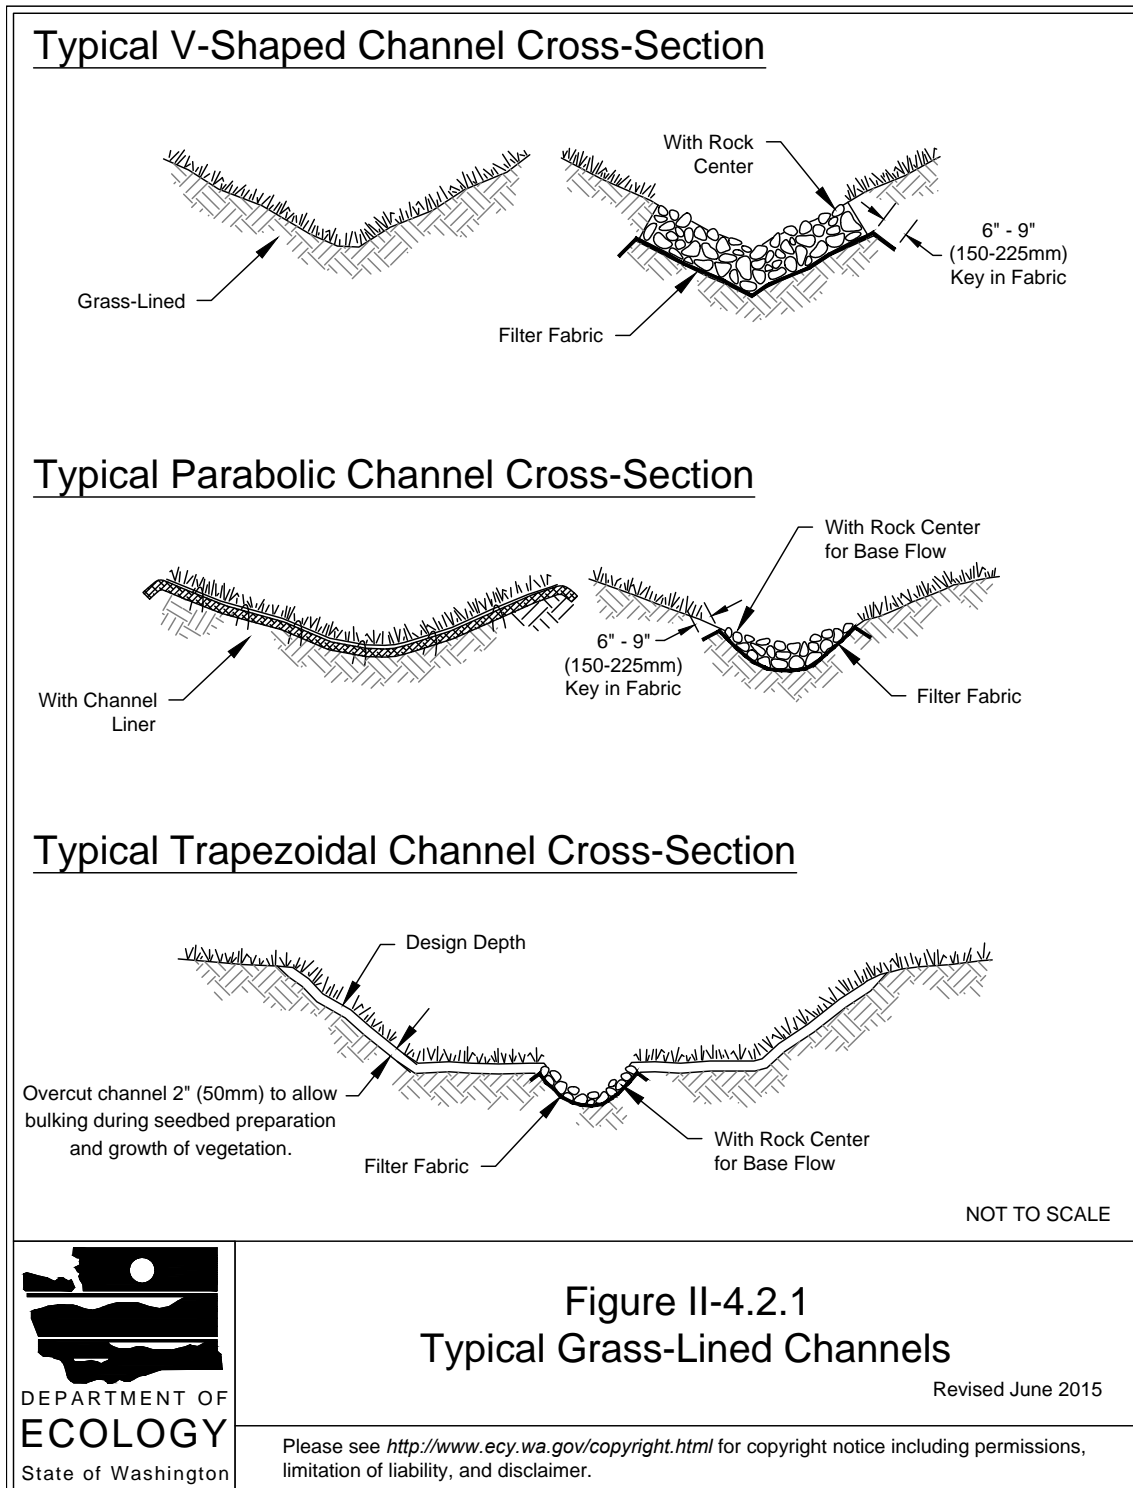 Typical V-Shaped Channel Cross-Section
With Rock
Center
6" - 9"
(150-225mm)
Key in Fabric
Grass-Lined
Filter Fabric
Typical Parabolic Channel Cross-Section
With Rock Center
for Base Flow
6" - 9"
(150-225mm)
Key in Fabric
With Channel
Liner
Filter Fabric
Typical Trapezoidal Channel Cross-Section
Design Depth
Overcut channel 2" (50mm) to allow
bulking during seedbed preparation
and growth of vegetation.
Filter Fabric
With Rock Center
for Base Flow
NOT TO SCALE
DEPARTMENT OF
ECOLOGY
State of Washington
Figure II-4.2.1
Typical Grass-Lined Channels
Revised June 2015
Please see http://www.ecy.wa.gov/copyright.html for copyright notice including permissions,
limitation of liability, and disclaimer.